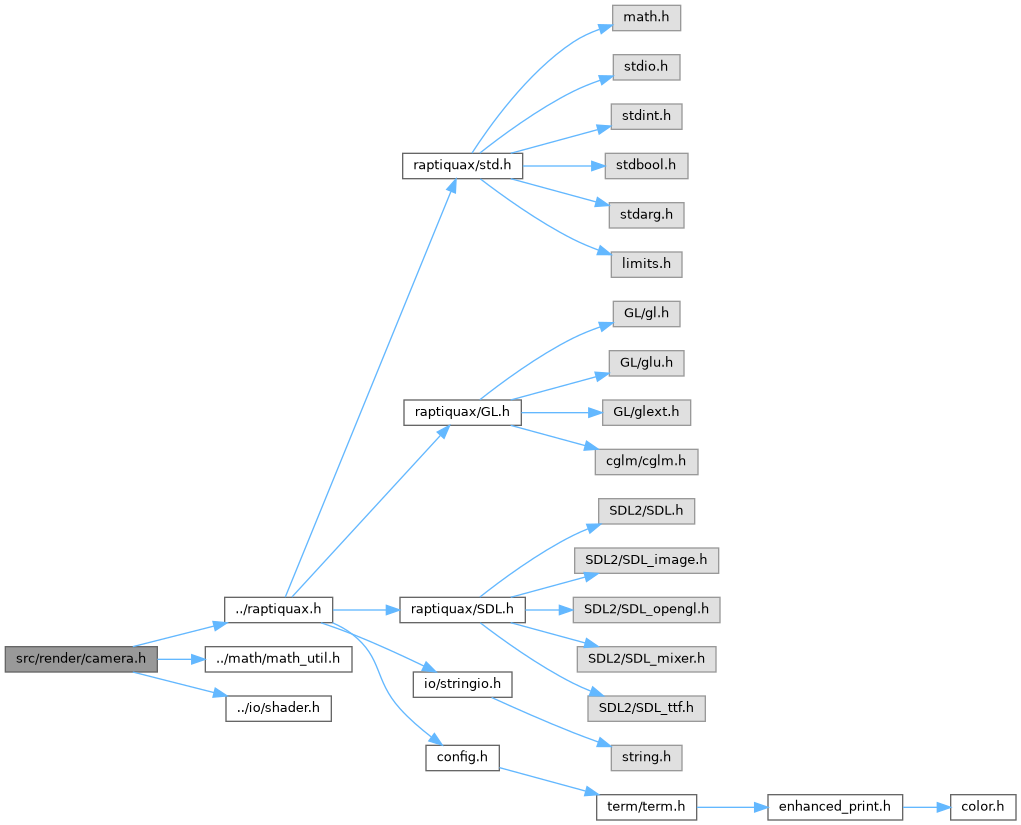 math.h
stdio.h
stdint.h
raptiquax/std.h
stdbool.h
stdarg.h
limits.h
GL/gl.h
GL/glu.h
raptiquax/GL.h
GL/glext.h
cglm/cglm.h
SDL2/SDL.h
SDL2/SDL_image.h
../raptiquax.h
raptiquax/SDL.h
SDL2/SDL_opengl.h
src/render/camera.h
../math/math_util.h
SDL2/SDL_mixer.h
io/stringio.h
../io/shader.h
SDL2/SDL_ttf.h
config.h
string.h
term/term.h
enhanced_print.h
color.h